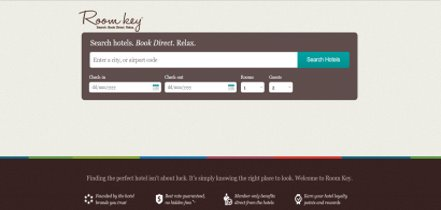 Room key
Search. Book Direct. Relax.
Search hotels. Book Direct. Relax.
Enter a city, or airport code
Search Hotels
Check in
Check out
Rooms
Guests
dd/mm/yyyy
dd/mm/yyyy
1
2
Finding the perfect hotel isn't about luck. It's simply knowing the right place to look. Welcome to Room Key.
Founded by the hotel
brands you trust
Best rate guaranteed,
no hidden fees
Member only benefits
direct from the hotels
Earn your hotel loyalty
points and rewards